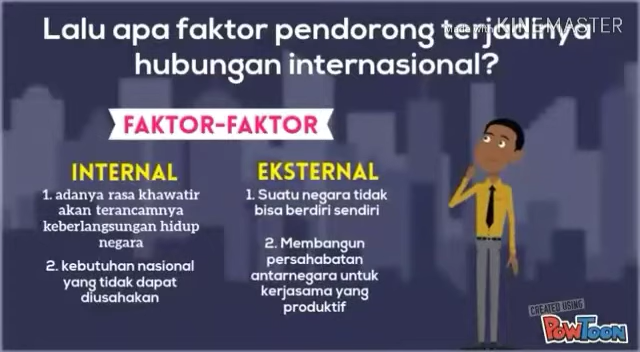 Lalu apa faktor pendorong terjadinya
hubungan internasional?
KINEMASTER
FAKTOR-FAKTOR
INTERNAL
1. adanya rasa khawatir
akan terancamnya
keberlangsungan hidup
negara
2. kebutuhan nasional
yang tidak dapat
diusahakan
EKSTERNAL
1. Suatu negara tidak
bisa berdiri sendiri
2. Membangun
persahabatan
antarnegara untuk
kerjasama yang
produktif
CREATED USING
POWTOON